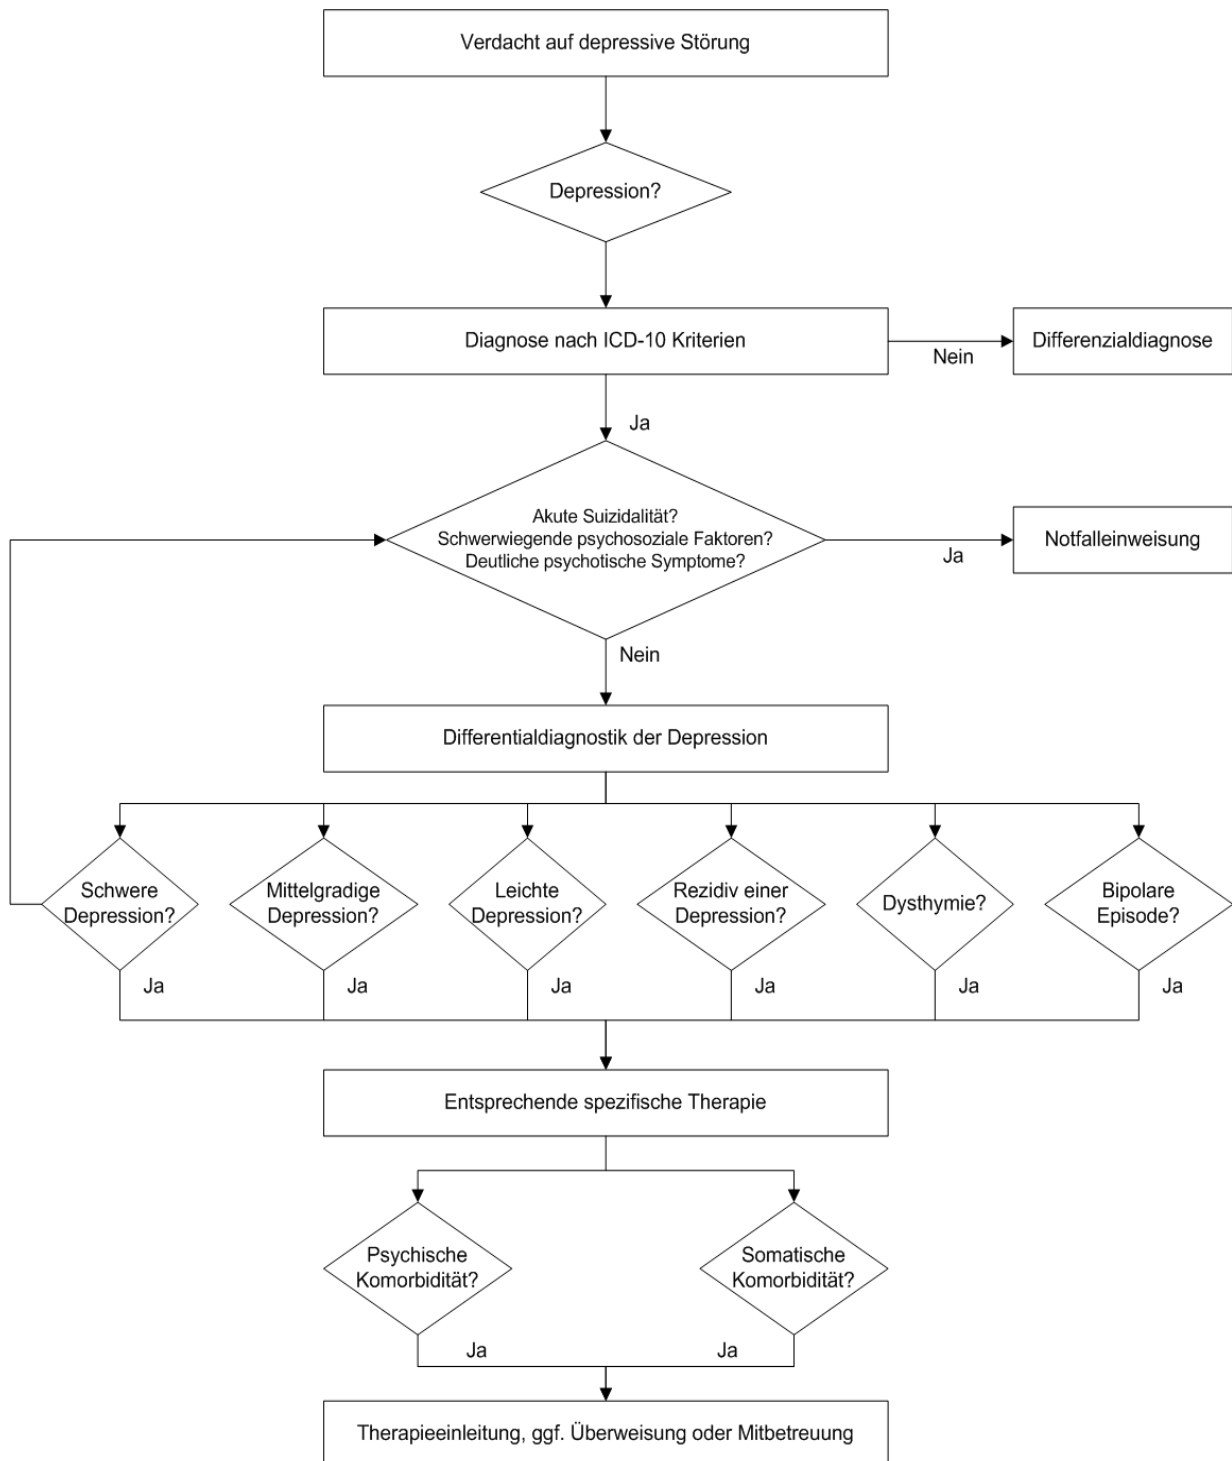 Verdacht auf depressive Störung
Depression?
Diagnose nach ICD-10 Kriterien
Nein
Differenzialdiagnose
Ja
Akute Suizidalität?
Schwerwiegende psychosoziale Faktoren?
Deutliche psychotische Symptome?
Ja
Notfalleinweisung
Nein
Differentialdiagnostik der Depression
Schwere
Depression?
Mittelgradige
Depression?
Leichte
Depression?
Rezidiv einer
Depression?
Dysthymie?
Bipolare
Episode?
Ja
Ja
Ja
Ja
Ja
Ja
Entsprechende spezifische Therapie
Psychische
Komorbidität?
Somatische
Komorbidität?
Ja
Ja
Therapieeinleitung, ggf. Überweisung oder Mitbetreuung